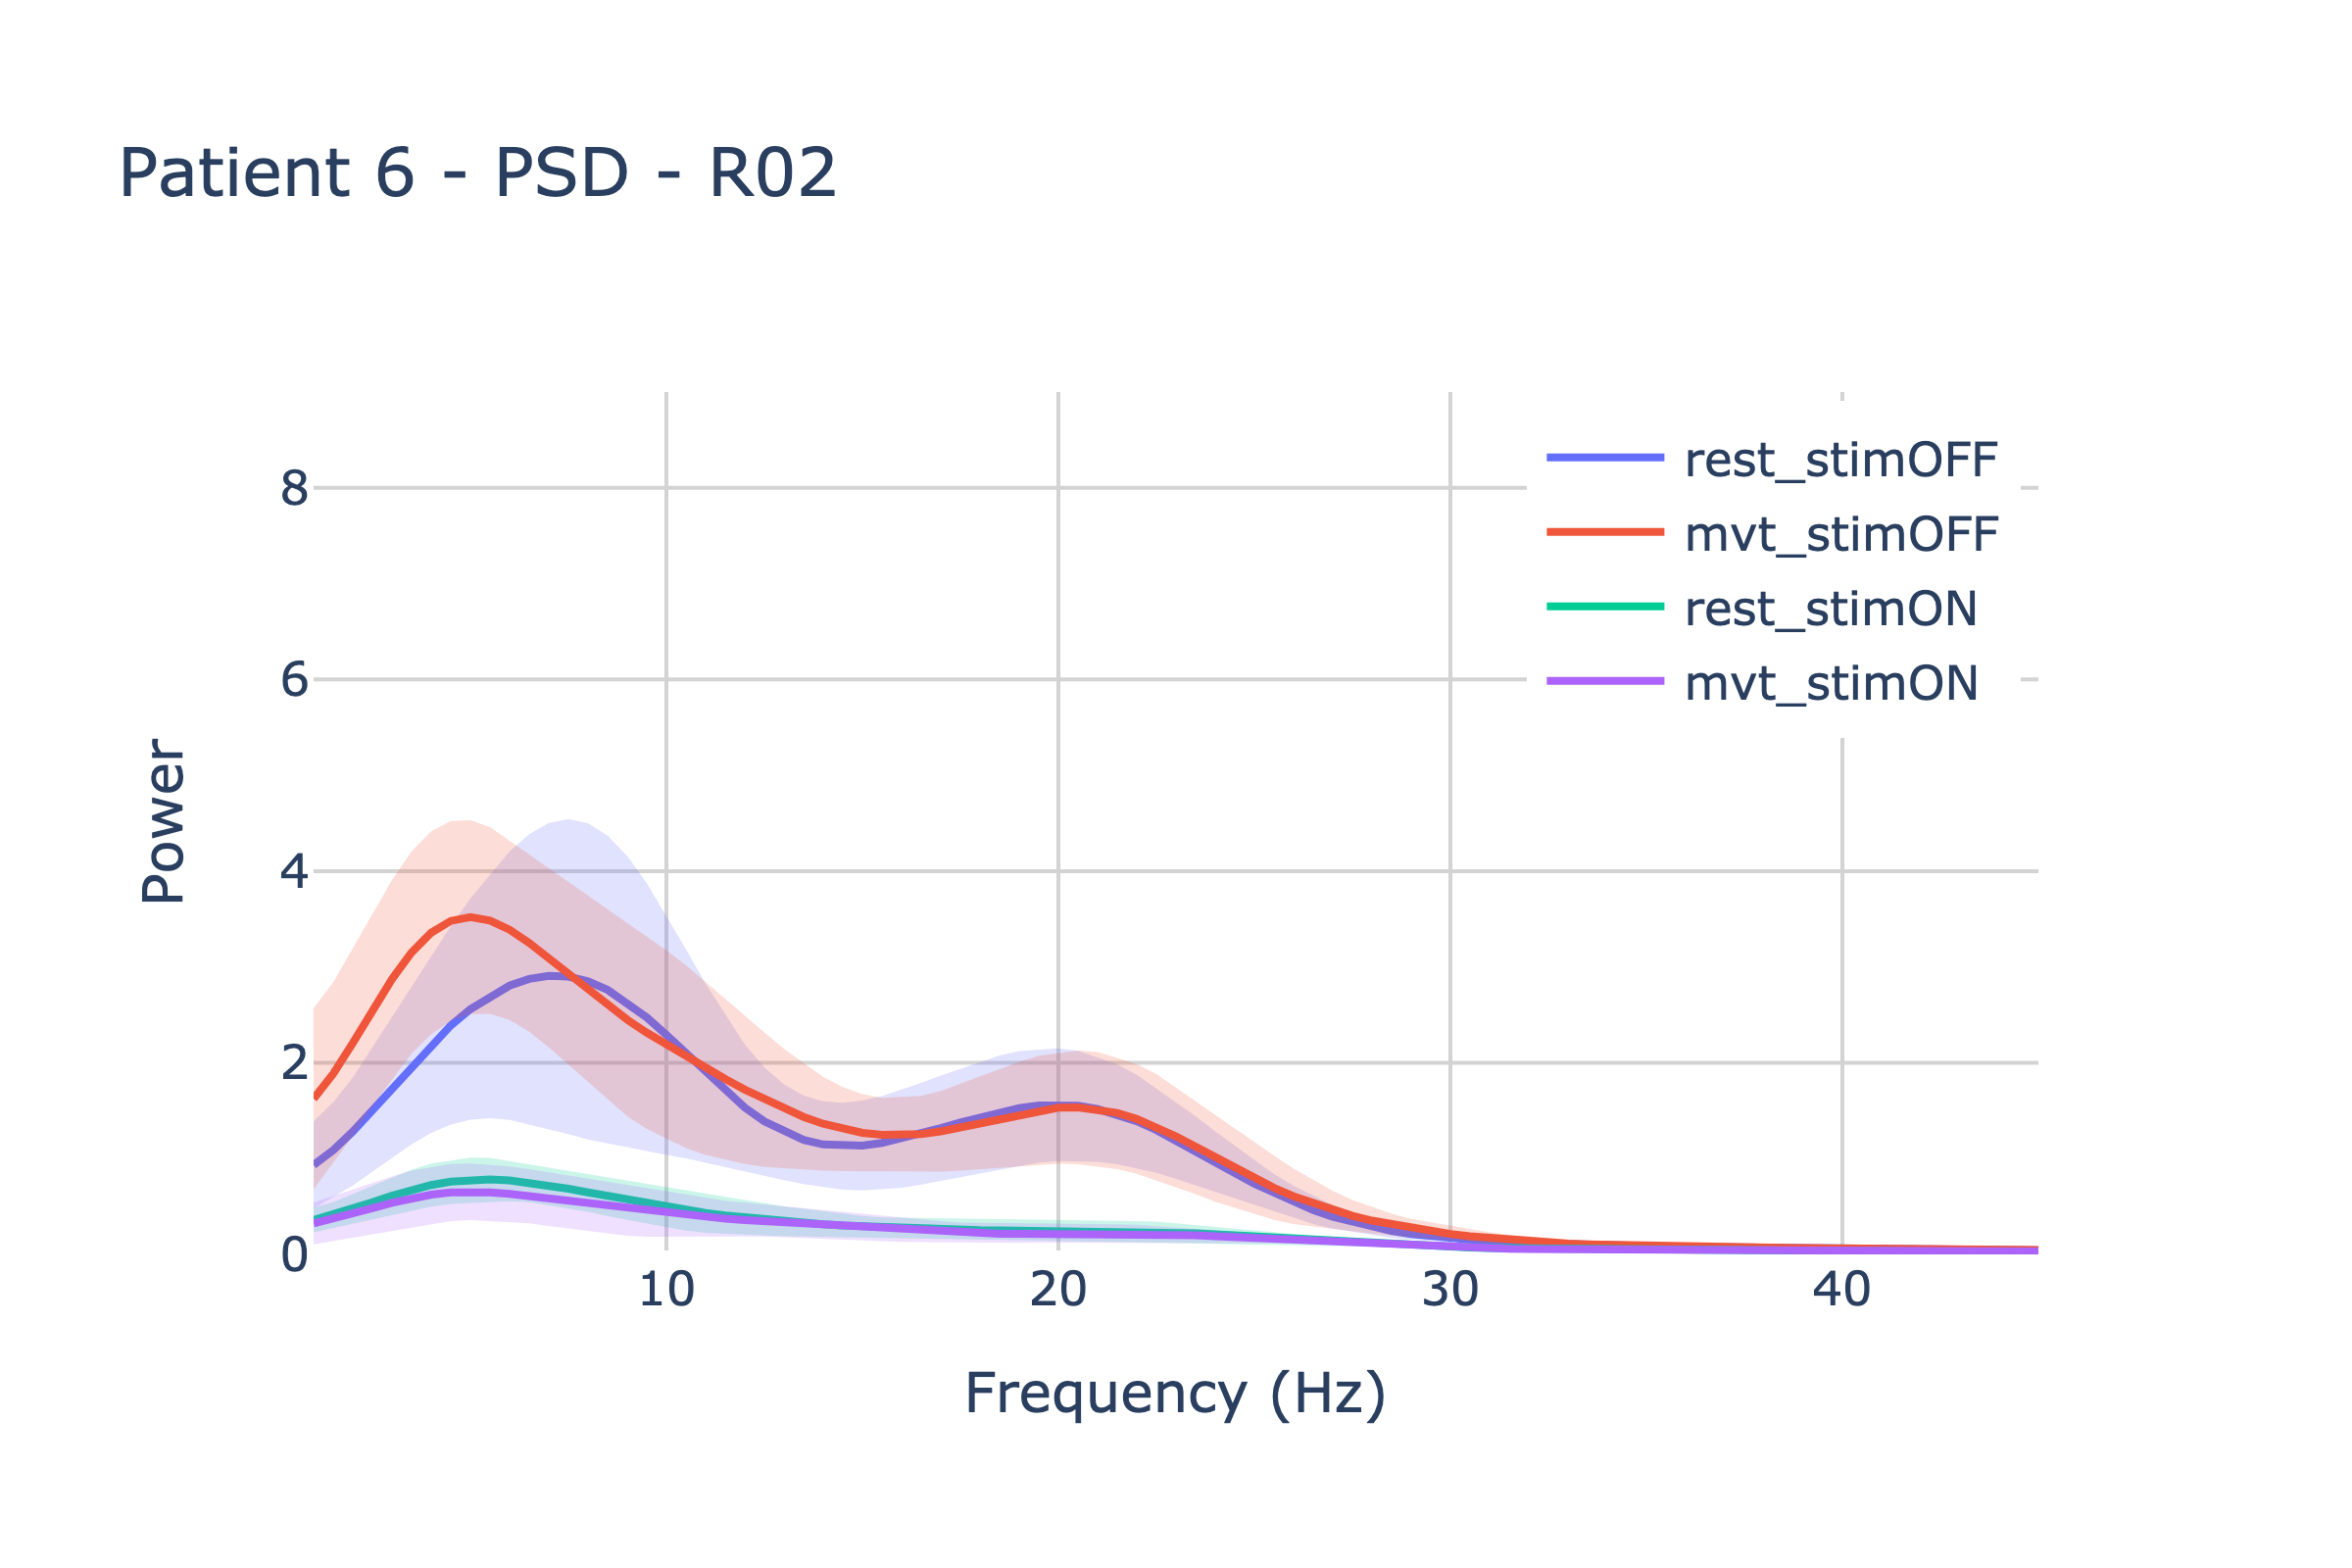 Patient 6 - PSD - R02
rest_stimOFF
mvt_stimOFF
rest_stimON
mvt_stimON
8
6
4
2
0
Power
10 20 30 40
Frequency (Hz)